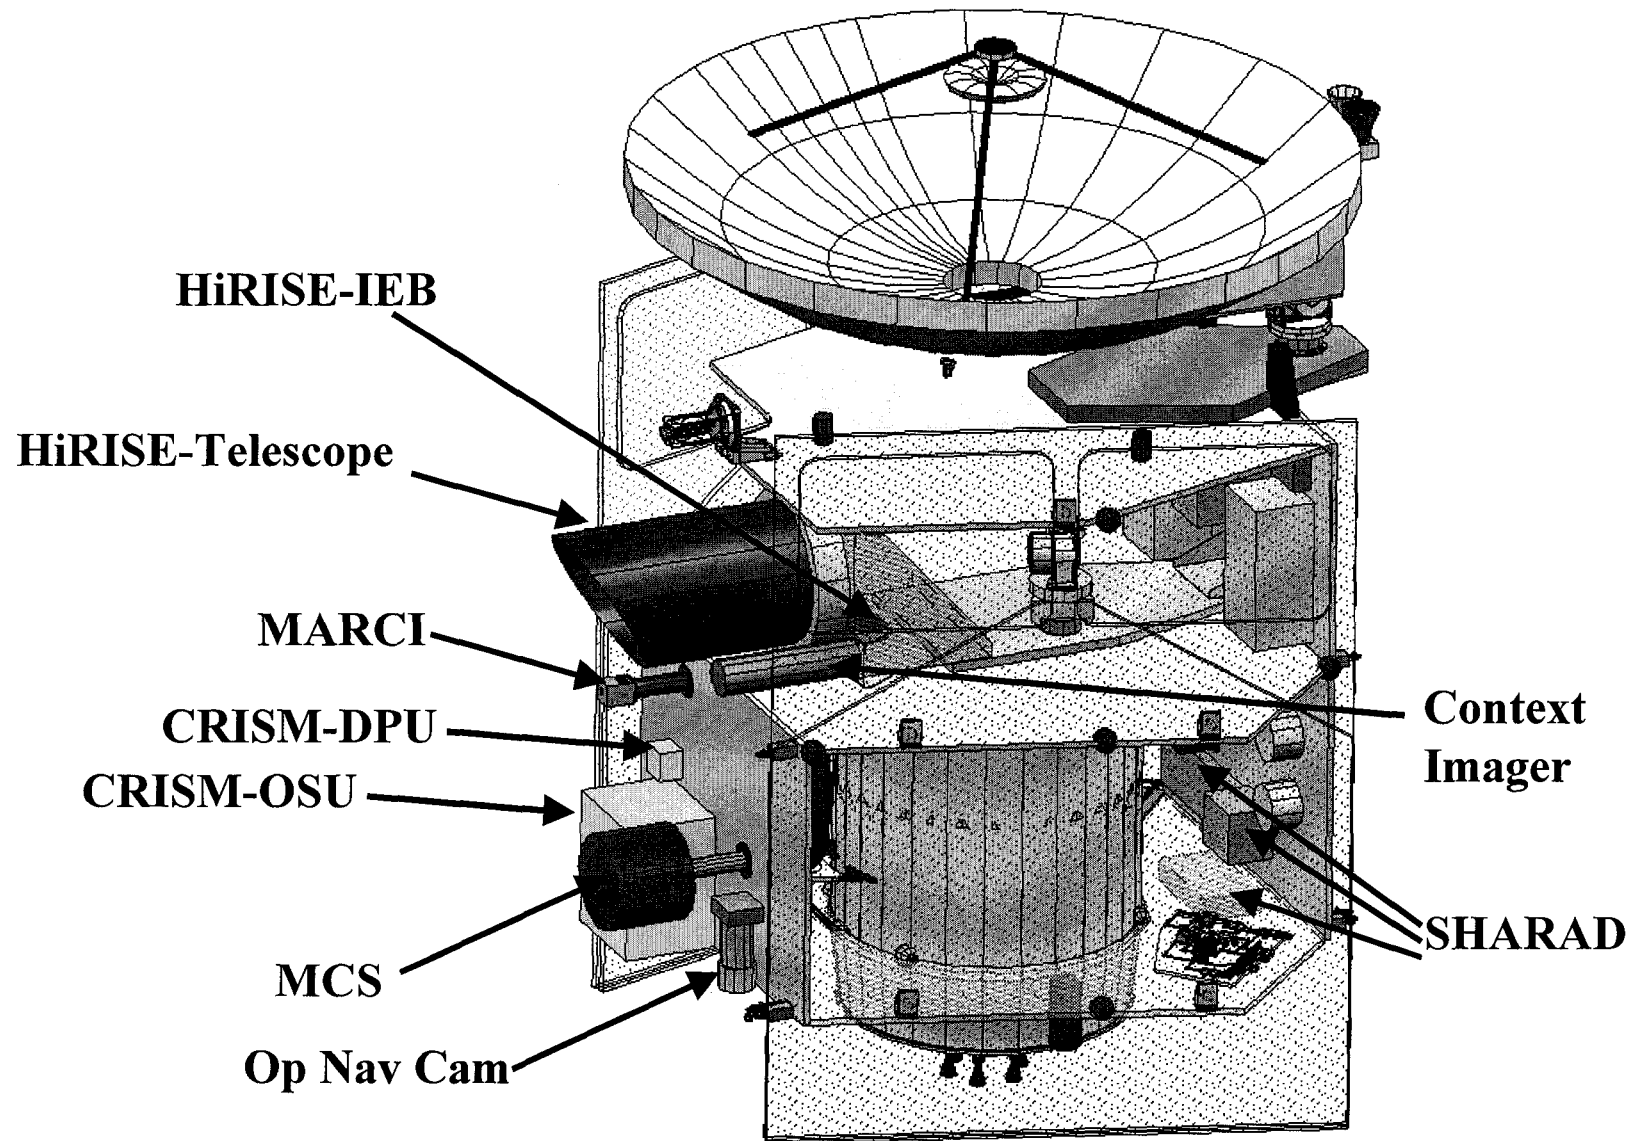 HiRISE-IEB
HiRISE-Telescope
MARCI
CRISM-DPU
CRISM-OSU
MCS
Op Nav Cam
Context
Imager
SHARAD